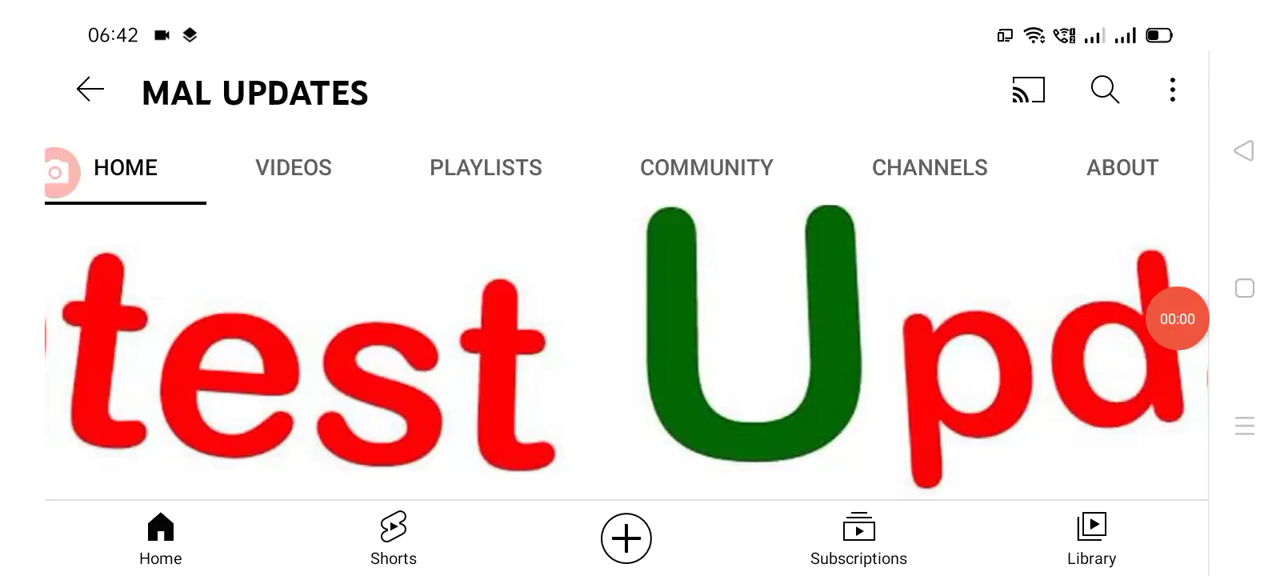 06:42
MAL UPDATES
HOME VIDEOS PLAYLISTS COMMUNITY CHANNELS ABOUT
test Upd
00:00
Home Shorts Subscriptions Library